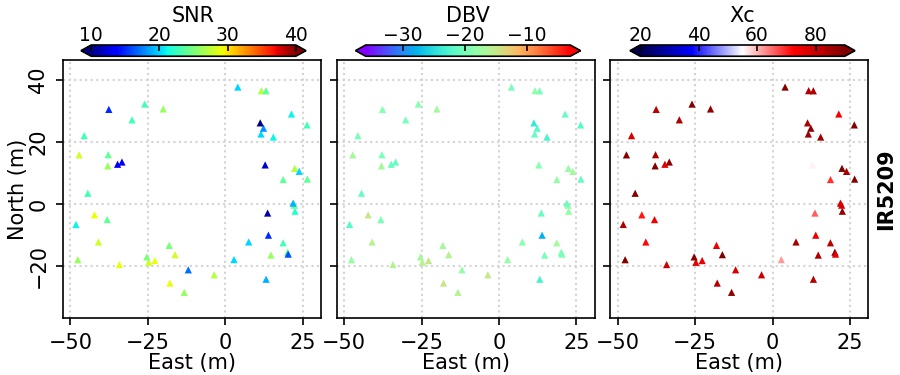 SNR DBV Xc
10 20 30 40 −30 −20 −10 20 40 60 80
40
20
0
−20
North (m)
IR5209
−50 −25 0 25 −50 −25 0 25 −50 −25 0 25
East (m) East (m) East (m)